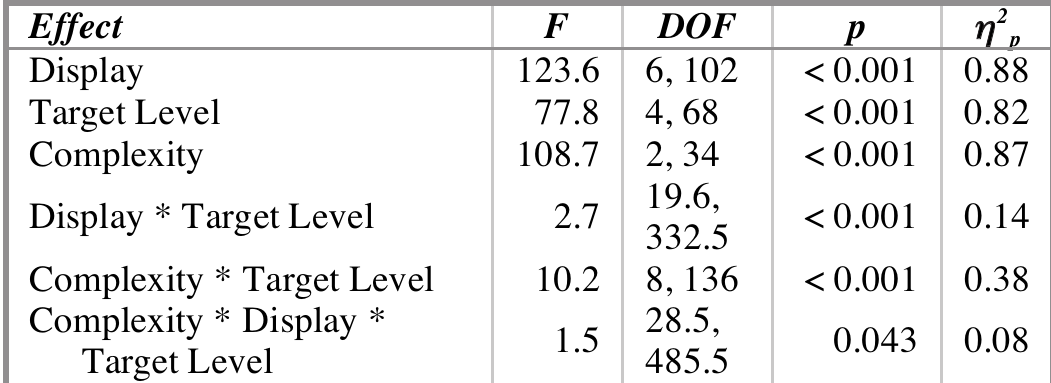 Effect F DOF p η²ₚ
Display 123.6 6, 102 < 0.001 0.88
Target Level 77.8 4, 68 < 0.001 0.82
Complexity 108.7 2, 34 < 0.001 0.87
Display * Target Level 2.7 19.6, 332.5 < 0.001 0.14
Complexity * Target Level 10.2 8, 136 < 0.001 0.38
Complexity * Display *
Target Level 1.5 28.5, 485.5 0.043 0.08